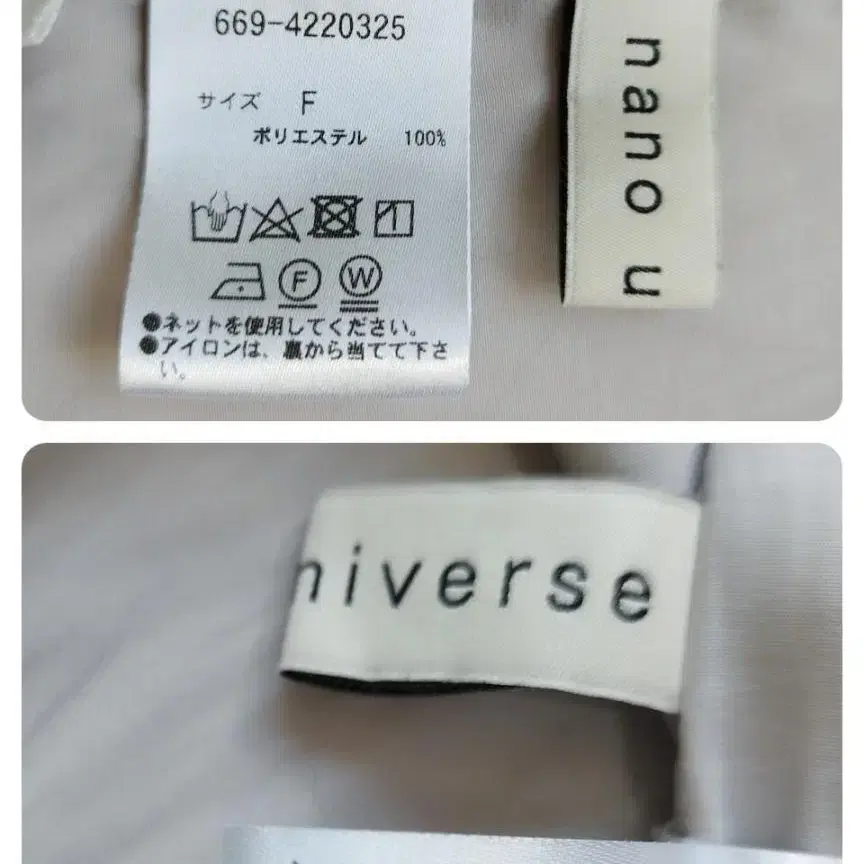 669-4220325
サイズ F
ポリエステル 100%
F
W
●ネットを使用してください。
●アイロンは、裏から当てて下さ
い。
nano u
niverse